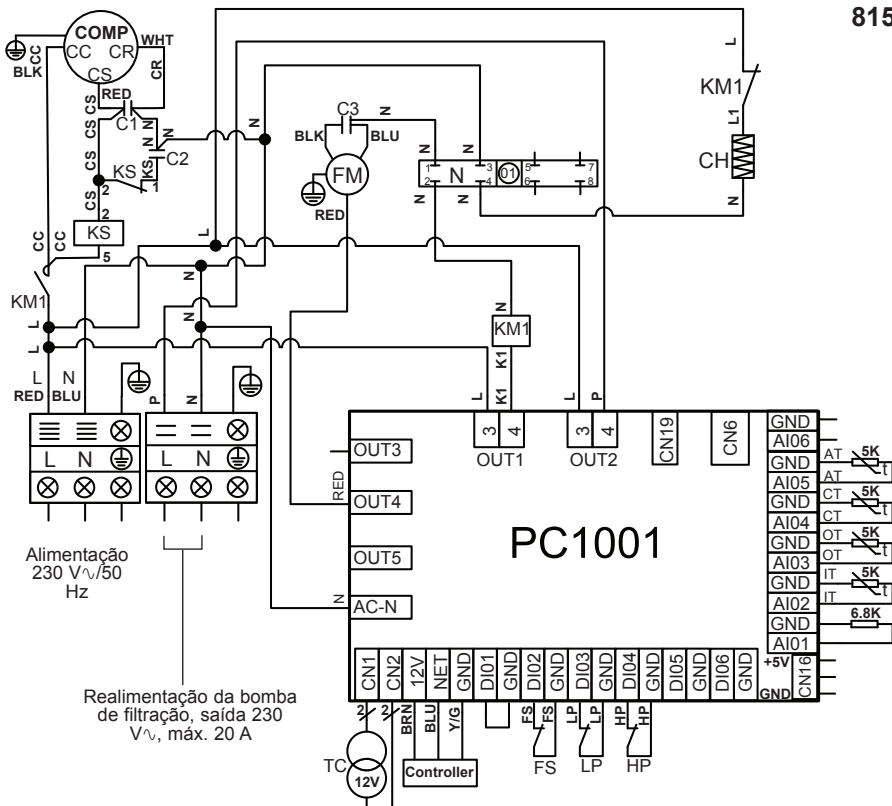 815
COMP
CC CR WHT
CC
BLK
CS
CR
RED
CS CS
C1
N N
N
C2
KS
KS
CS
2
1
CS
2
KS
5
CC CC
KM1
L
L
L N
RED BLU
L N
L N
Alimentação
230 V∿/50
Hz
P
N
N
N
N
Realimentação da bomba
de filtração, saída 230
V∿, máx. 20 A
L
C3
N
BLK BLU
FM
RED
N N
1 3 5 7
N 01
2 4 6 8
N N
N
KM1
K1
K1
L
L
P
L
KM1
L1
CH
N
3 4
OUT1
3 4
OUT2
CN19
CN6
OUT3
RED
OUT4
OUT5
N
AC-N
PC1001
GND
AI06
GND
AI05
GND
AI04
GND
AI03
GND
AI02
GND
AI01
+5V
CN16
GND
AT 5K
t
AT
CT 5K
t
CT
OT 5K
t
OT
IT 5K
t
IT
6.8K
CN1 CN2 12V NET GND DI01 GND DI02 GND DI03 GND DI04 GND DI05 GND DI06 GND
2 2 BRN BLU Y/G
FS FS LP LP HP HP
TC
12V
Controller
FS LP HP